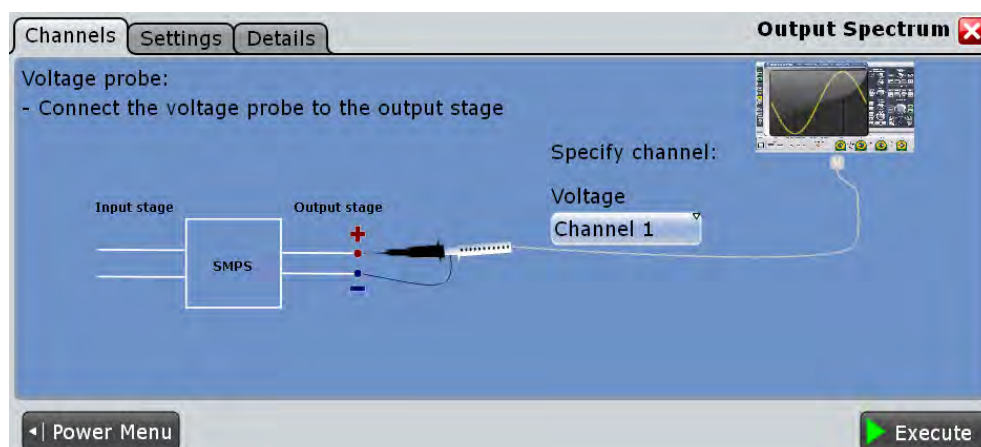 Channels
Settings
Details
Output Spectrum
Voltage probe:
- Connect the voltage probe to the output stage
Specify channel:
Voltage
Channel 1
Input stage
Output stage
SMPS
Power Menu
Execute